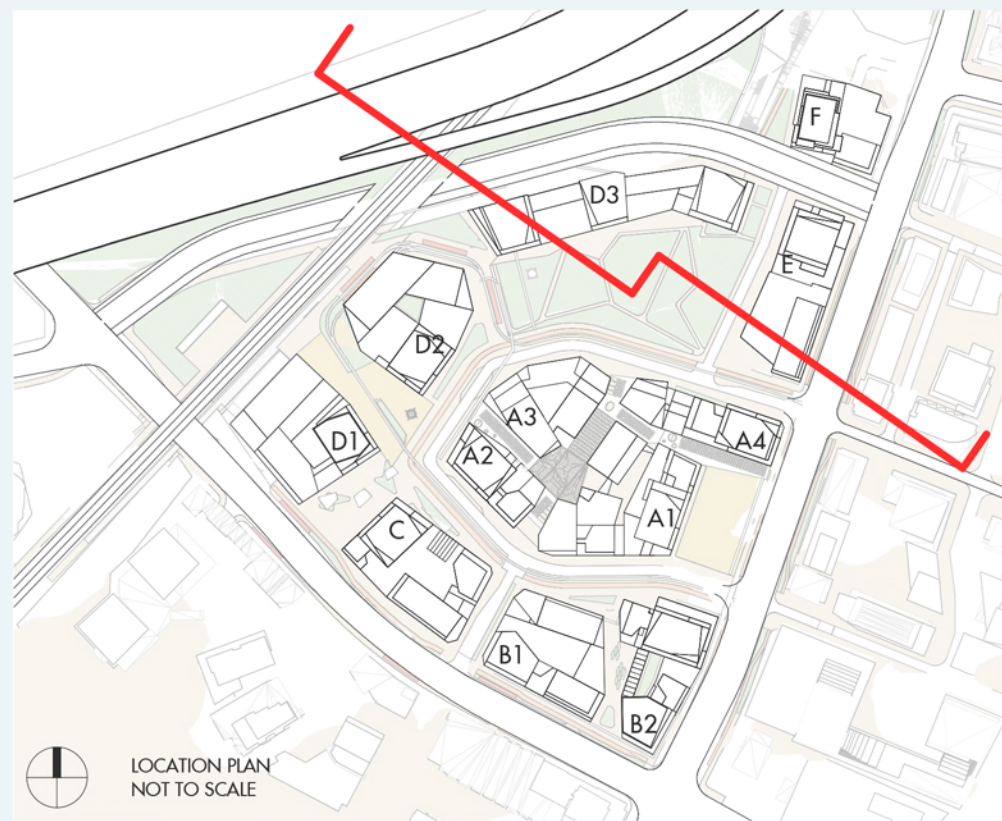 F
D3
E
D2
A3
A4
D1
A2
A1
C
B1
B2
LOCATION PLAN
NOT TO SCALE